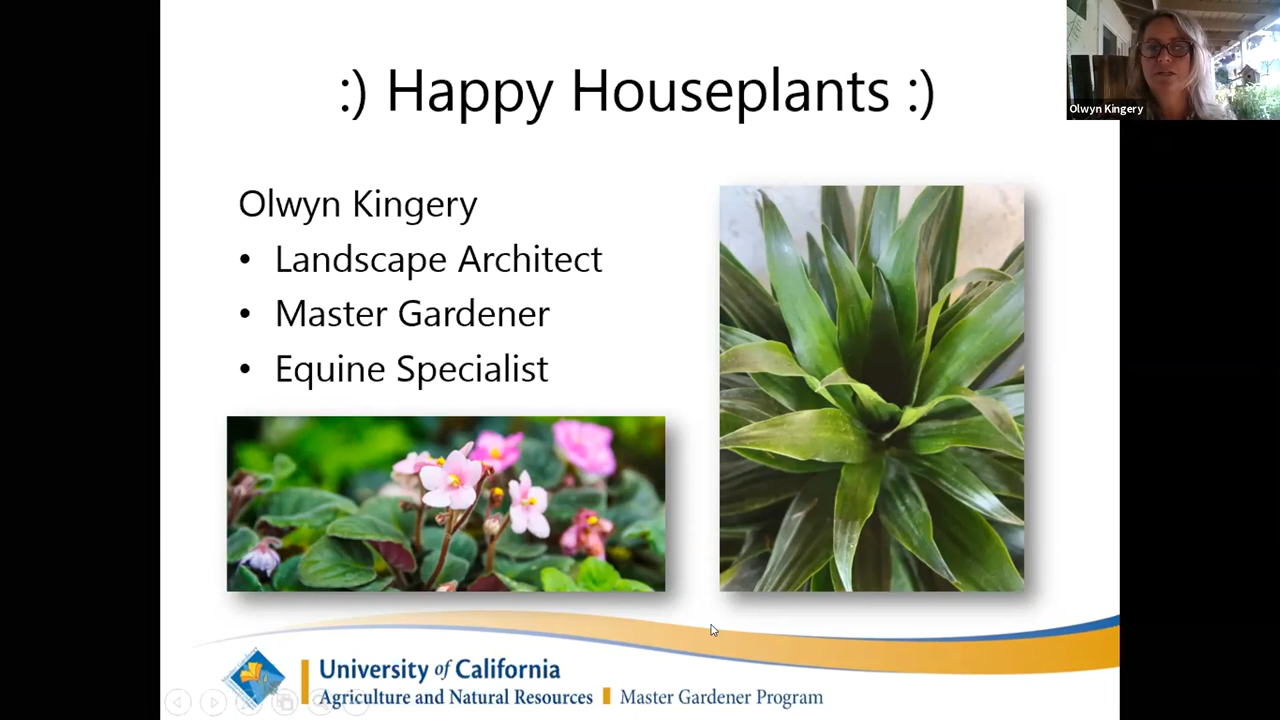 :) Happy Houseplants :)
Olwyn Kingery
Olwyn Kingery
• Landscape Architect
• Master Gardener
• Equine Specialist
University of California
Agriculture and Natural Resources | Master Gardener Program